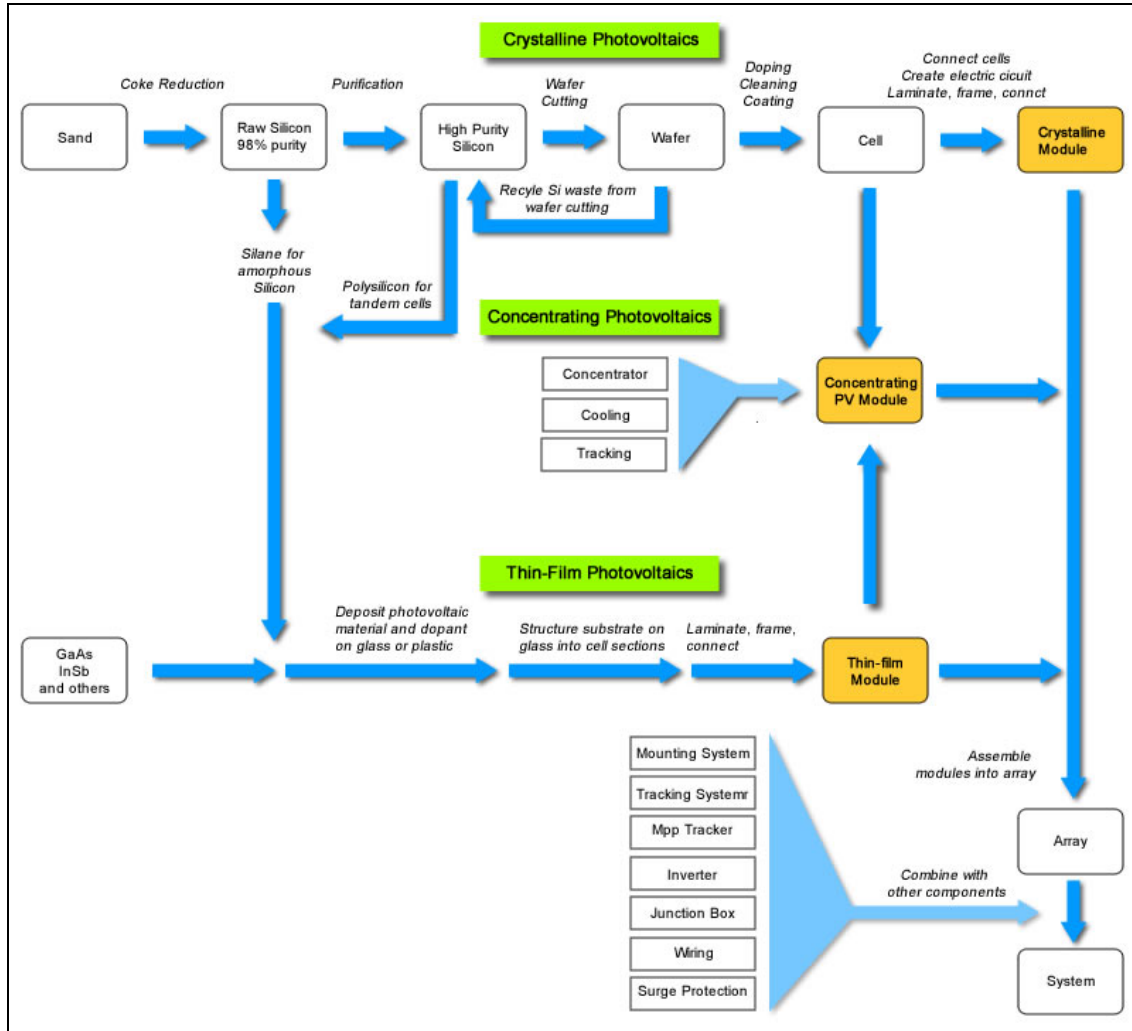 Crystalline Photovoltaics
Coke Reduction
Purification
Wafer
Cutting
Doping
Cleaning
Coating
Connect cells
Create electric cicuit
Laminate, frame, connct
Sand
Raw Silicon
98% purity
High Purity
Silicon
Wafer
Cell
Crystalline
Module
Recyle Si waste from
wafer cutting
Silane for
amorphous
Silicon
Polysilicon for
tandem cells
Concentrating Photovoltaics
Concentrator
Cooling
Tracking
Concentrating
PV Module
Thin-Film Photovoltaics
Deposit photovoltaic
material and dopant
on glass or plastic
Structure substrate on
glass into cell sections
Laminate, frame,
connect
GaAs
InSb
and others
Thin-film
Module
Mounting System
Tracking Systemr
Mpp Tracker
Inverter
Junction Box
Wiring
Surge Protection
Assemble
modules into array
Array
Combine with
other components
System